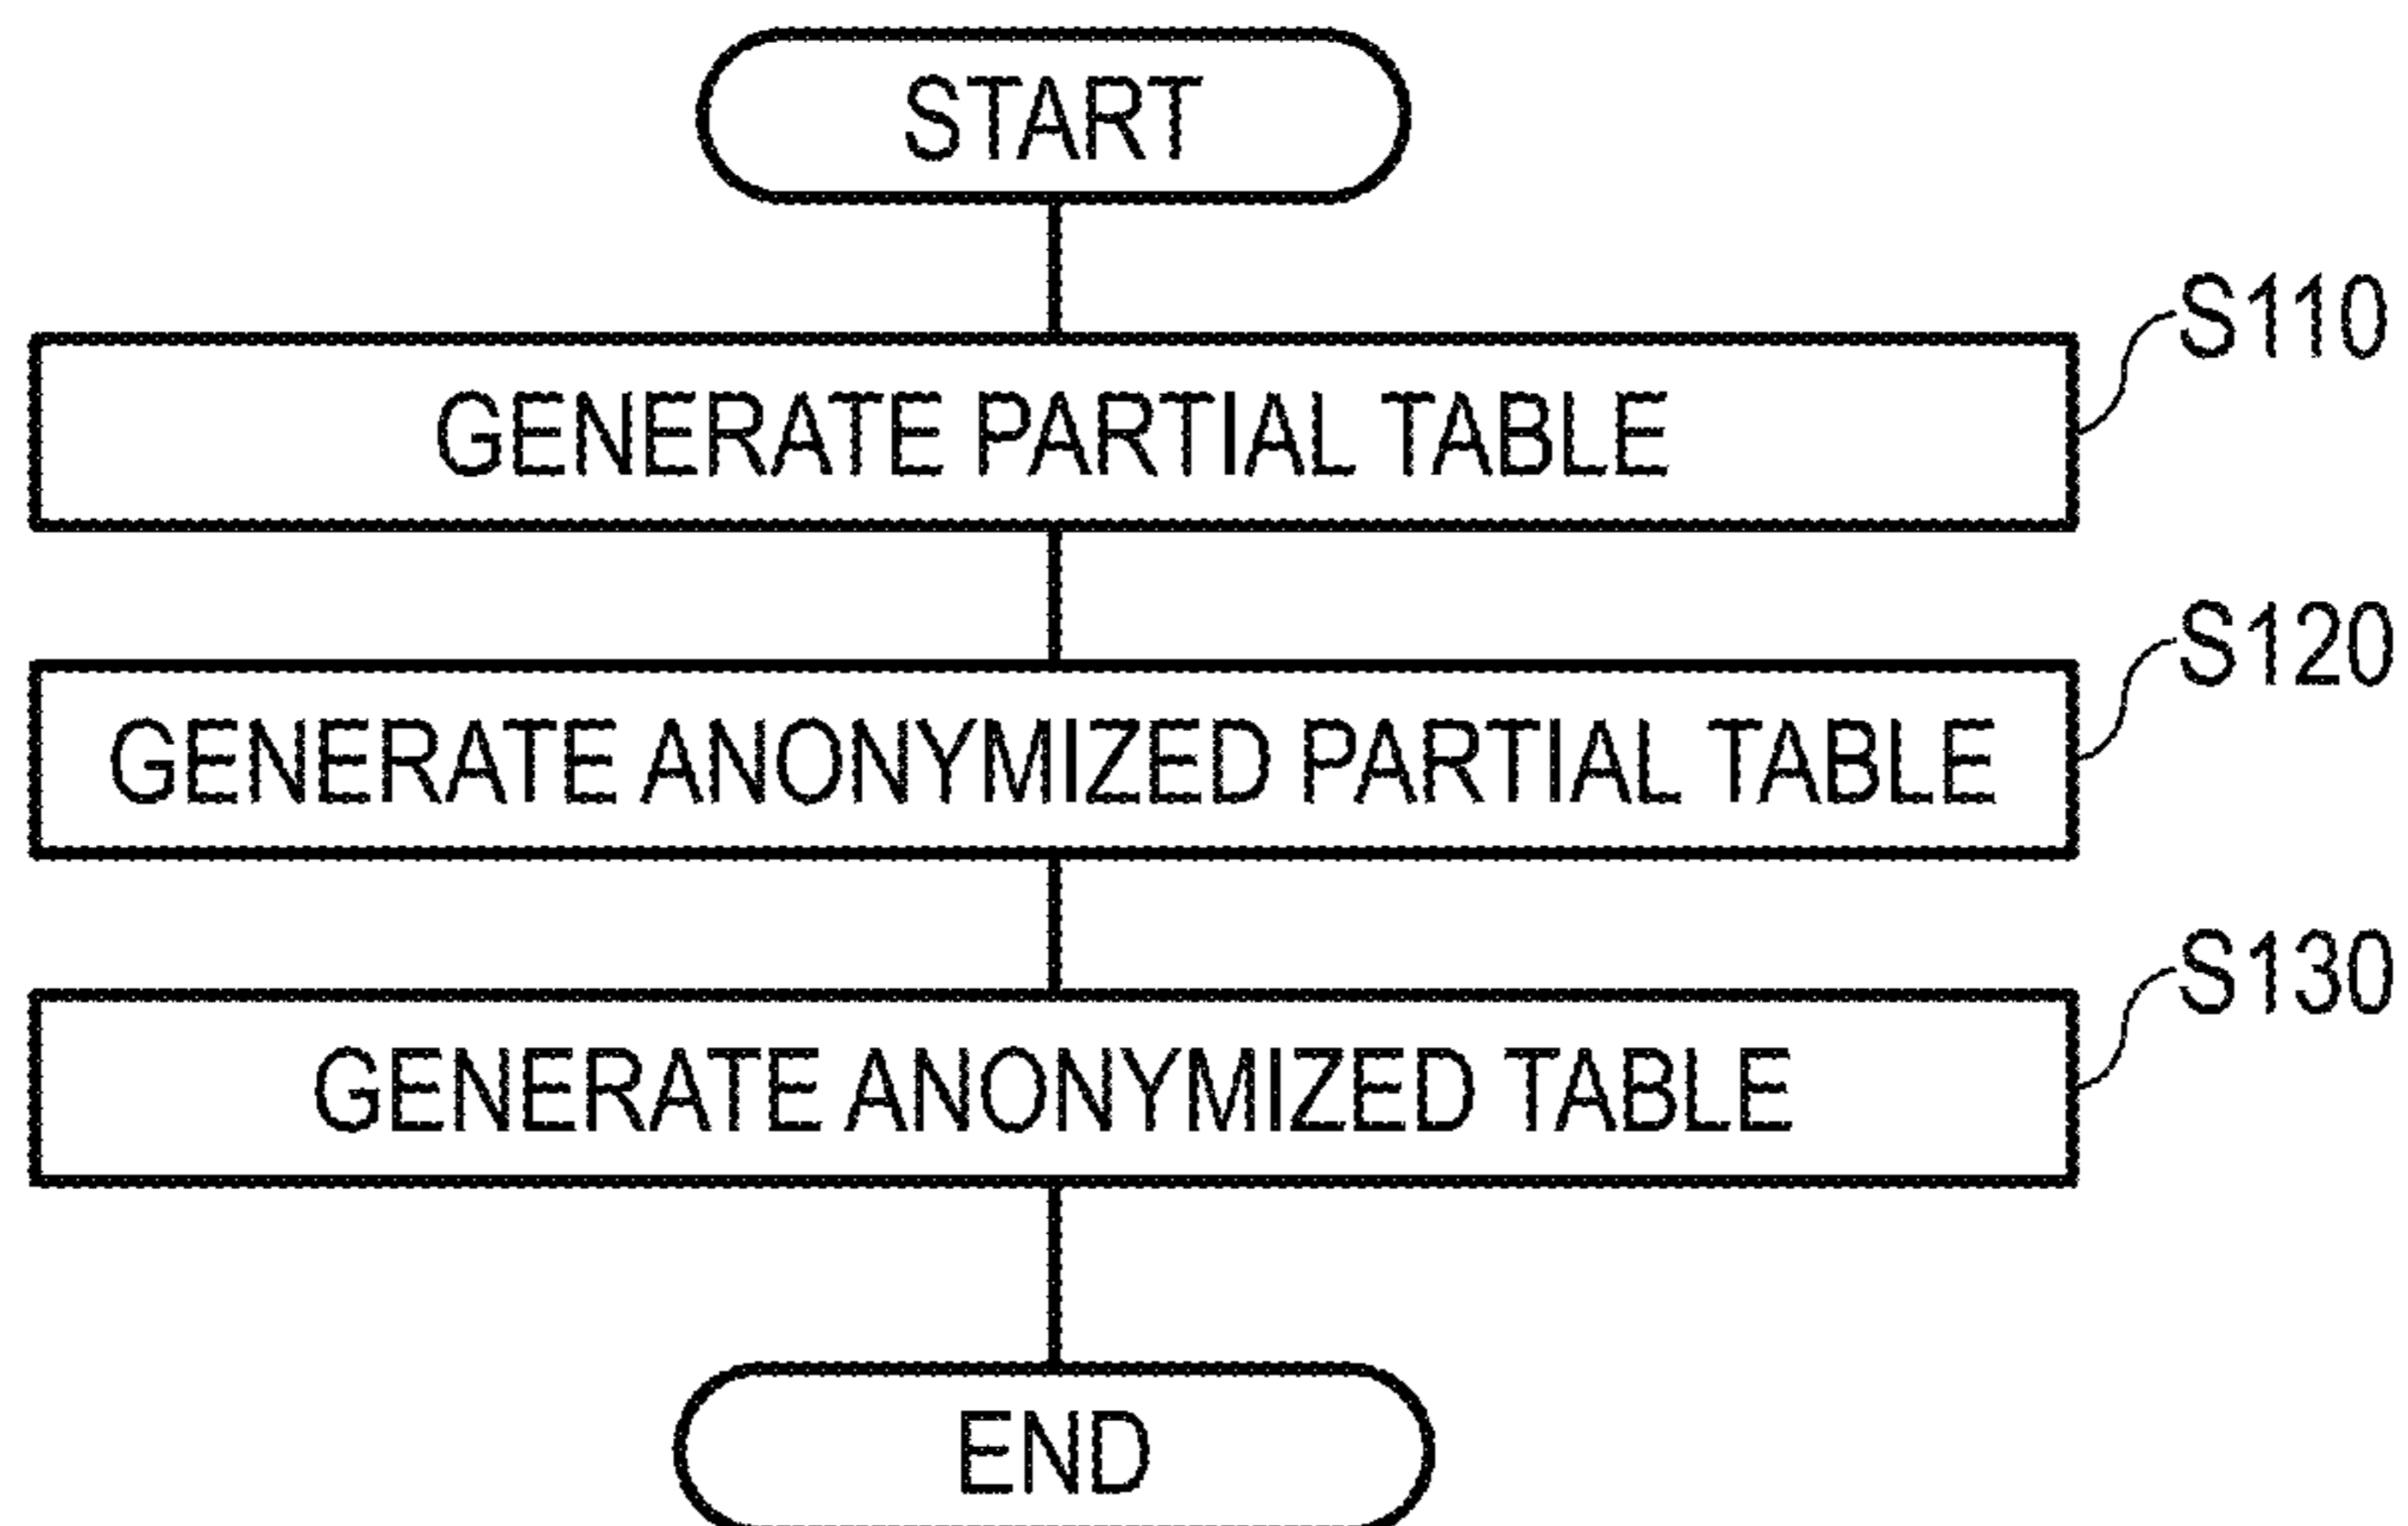 START
S110
GENERATE PARTIAL TABLE
S120
GENERATE ANONYMIZED PARTIAL TABLE
S130
GENERATE ANONYMIZED TABLE
END